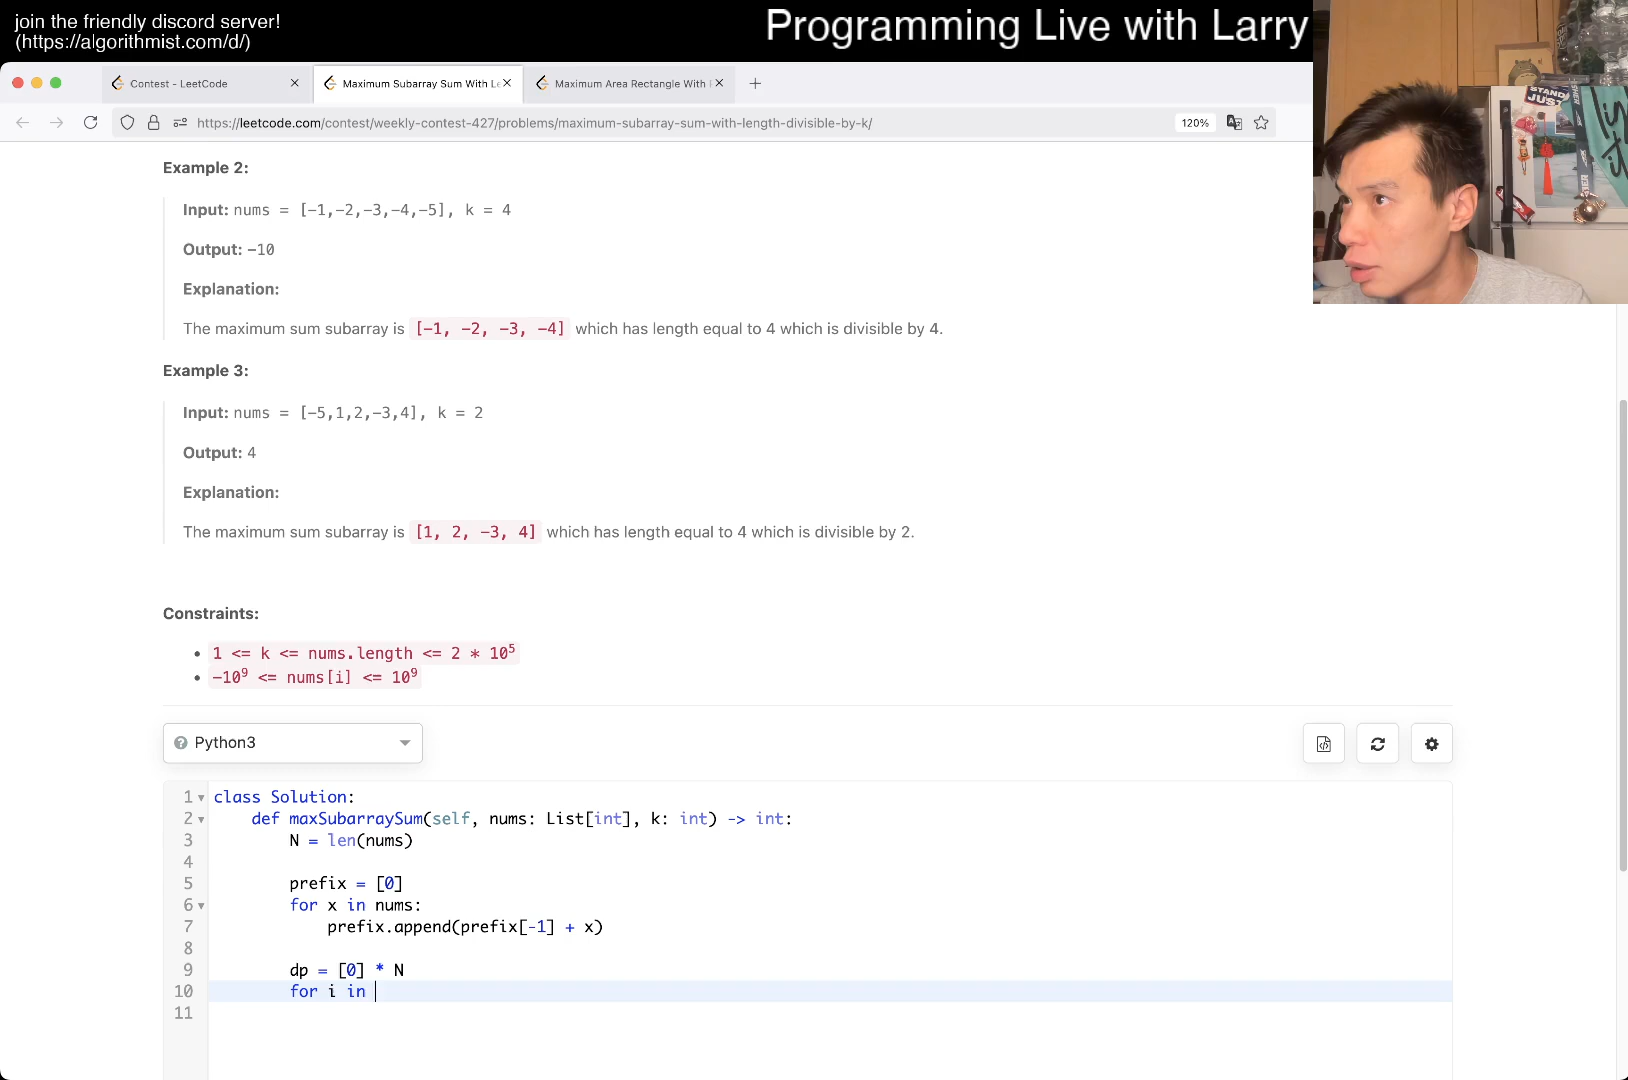 join the friendly discord server!
(https://algorithmist.com/d/)
Programming Live with Larry
Contest - LeetCode
Maximum Subarray Sum With Le
Maximum Area Rectangle With
https://leetcode.com/contest/weekly-contest-427/problems/maximum-subarray-sum-with-length-divisible-by-k/
120%
Example 2:
Input: nums = [-1,-2,-3,-4,-5], k = 4
Output: -10
Explanation:
The maximum sum subarray is [-1, -2, -3, -4] which has length equal to 4 which is divisible by 4.
Example 3:
Input: nums = [-5,1,2,-3,4], k = 2
Output: 4
Explanation:
The maximum sum subarray is [1, 2, -3, 4] which has length equal to 4 which is divisible by 2.
Constraints:
• 1 <= k <= nums.length <= 2 * 10⁵
• -10⁹ <= nums[i] <= 10⁹
Python3
1 class Solution:
2 def maxSubarraySum(self, nums: List[int], k: int) -> int:
3 N = len(nums)
4
5 prefix = [0]
6 for x in nums:
7 prefix.append(prefix[-1] + x)
8
9 dp = [0] * N
10 for i in
11
STAND
JUST